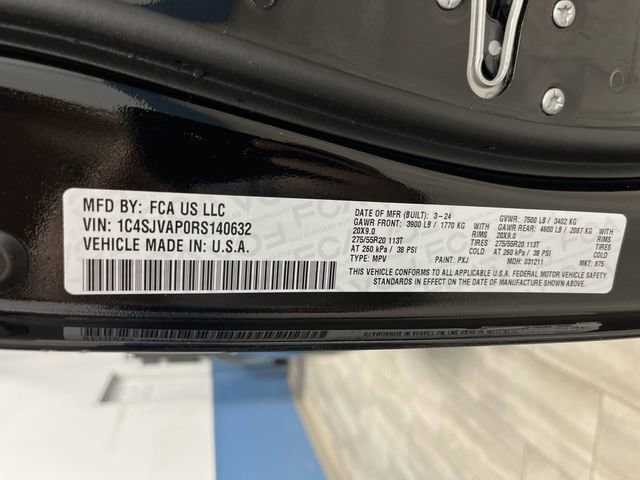 MFD BY: FCA US LLC
VIN: 1C4SJVAP0RS140632
VEHICLE MADE IN U.S.A.
DATE OF MFR (BUILT): 3-24 GVWR: 7500 LB / 3402 KG
GAWR FRONT: 3900 LB / 1770 KG WITH GAWR REAR: 4600 LB / 2087 KG WITH
20X9.0 RIMS 20X9.0 RIMS
275/55R20 113T TIRES 275/55R20 113T TIRES
AT 260 kPa / 38 PSI AT 260 kPa / 38 PSI
TYPE: MPV PAINT: PXJ MDH: 031211 MKT: 875
THIS VEHICLE CONFORMS TO ALL APPLICABLE U.S.A. FEDERAL MOTOR VEHICLE SAFETY
STANDARDS IN EFFECT ON THE DATE OF MANUFACTURE SHOWN ABOVE.